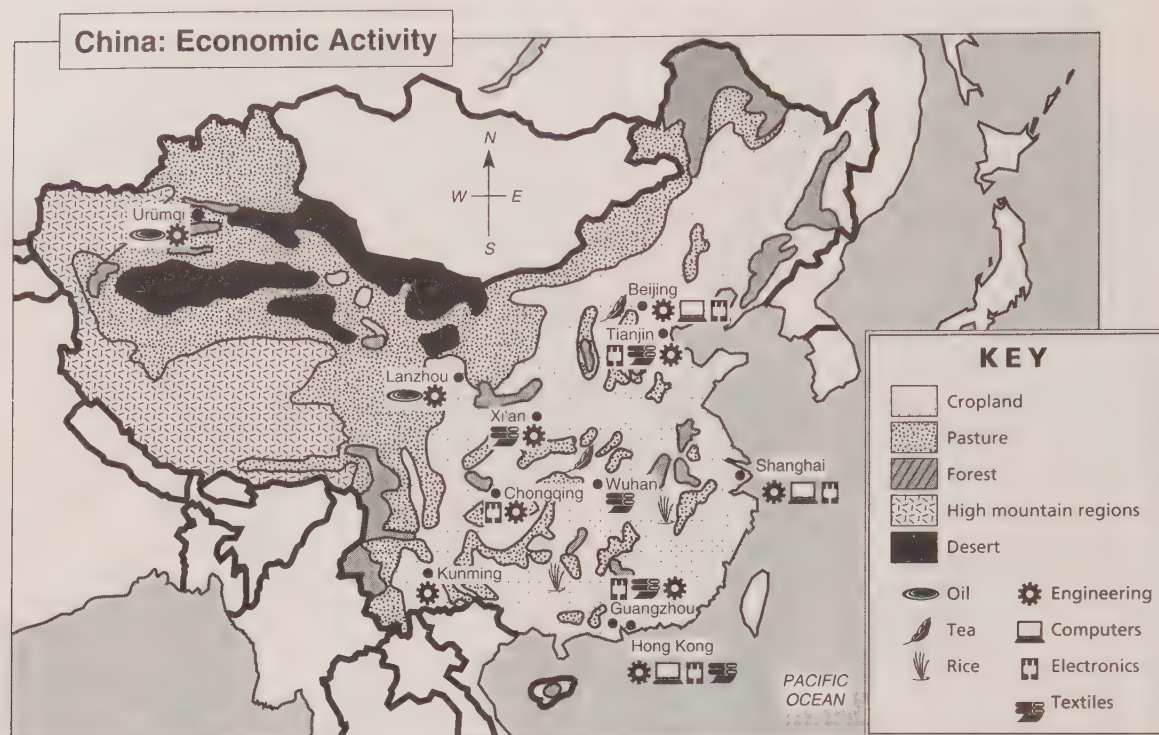 China: Economic Activity
N
W E
S
Ürümqi
Beijing
Tianjin
Lanzhou
Xi'an
Shanghai
Wuhan
Chongqing
Kunming
Guangzhou
Hong Kong
PACIFIC
OCEAN
KEY
Cropland
Pasture
Forest
High mountain regions
Desert
Oil
Engineering
Tea
Computers
Rice
Electronics
Textiles